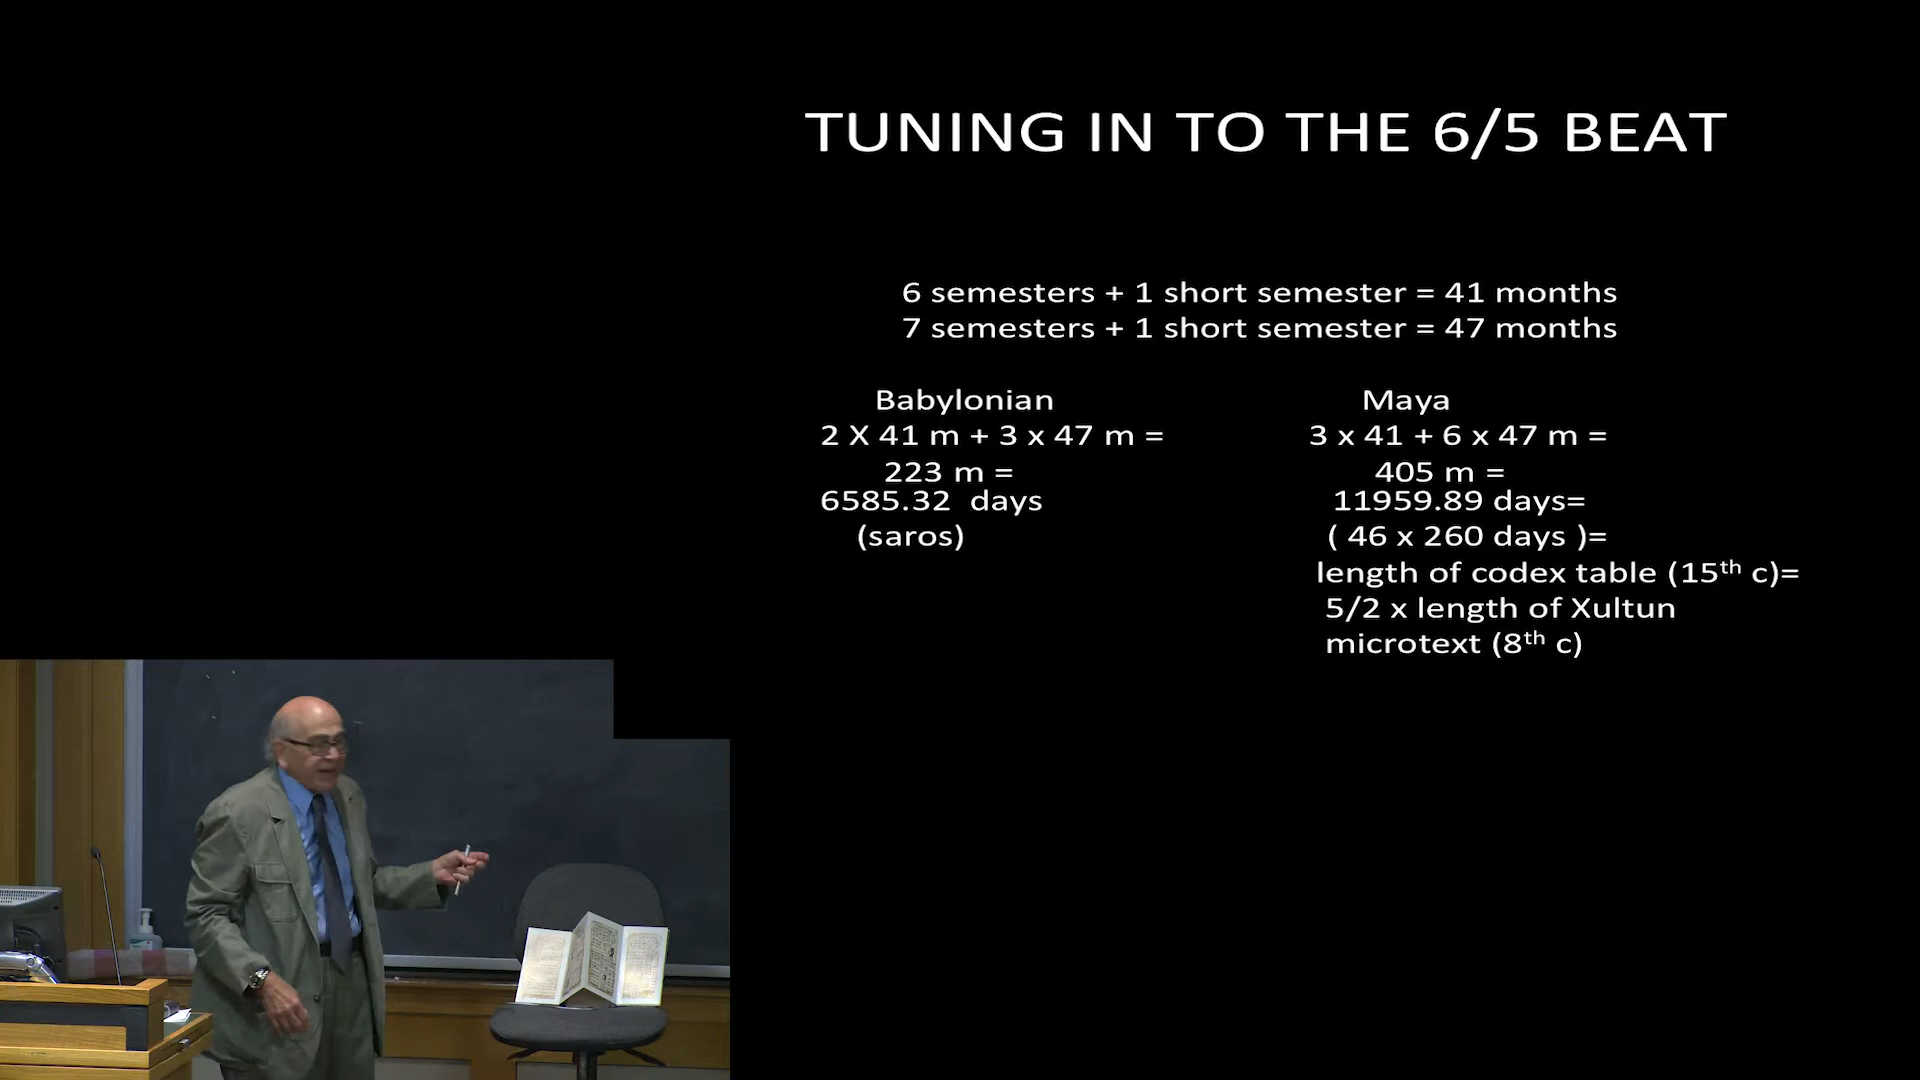 TUNING IN TO THE 6/5 BEAT
6 semesters + 1 short semester = 41 months
7 semesters + 1 short semester = 47 months
Babylonian
2 X 41 m + 3 x 47 m =
223 m =
6585.32 days
(saros)
Maya
3 x 41 + 6 x 47 m =
405 m =
11959.89 days=
( 46 x 260 days )=
length of codex table (15th c)=
5/2 x length of Xultun
microtext (8th c)